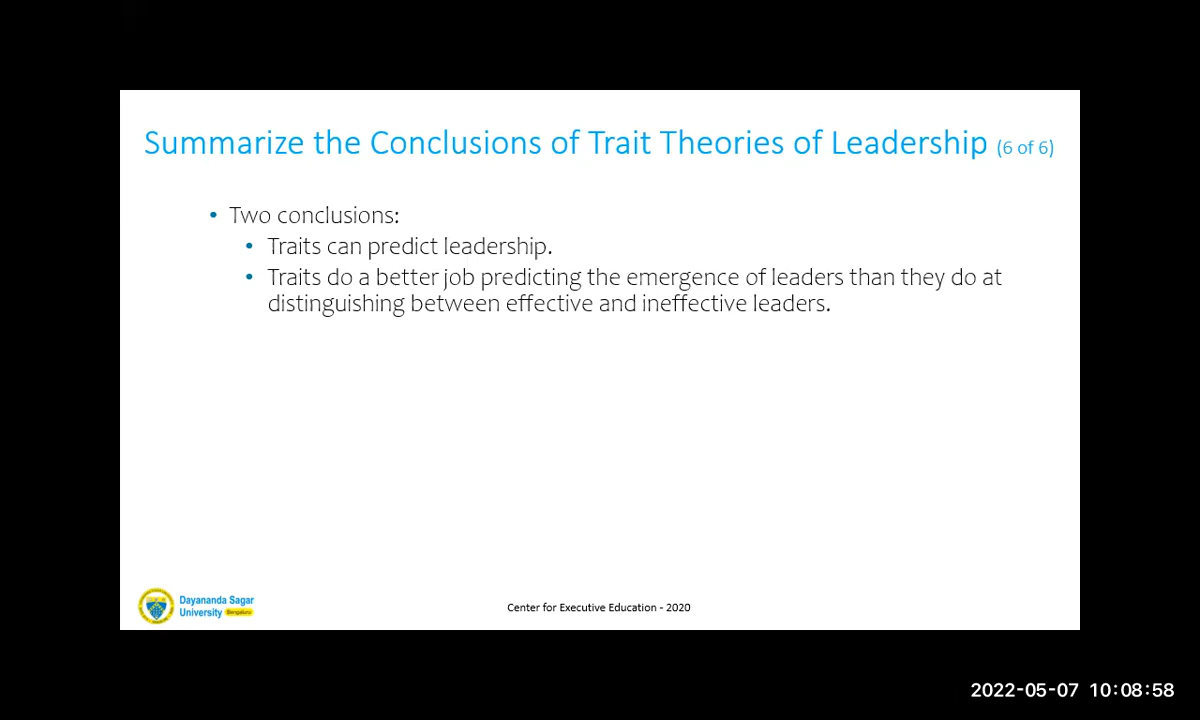 Summarize the Conclusions of Trait Theories of Leadership (6 of 6)
• Two conclusions:
• Traits can predict leadership.
• Traits do a better job predicting the emergence of leaders than they do at
distinguishing between effective and ineffective leaders.
Dayananda Sagar
University Bengaluru
Center for Executive Education - 2020
2022-05-07 10:08:58